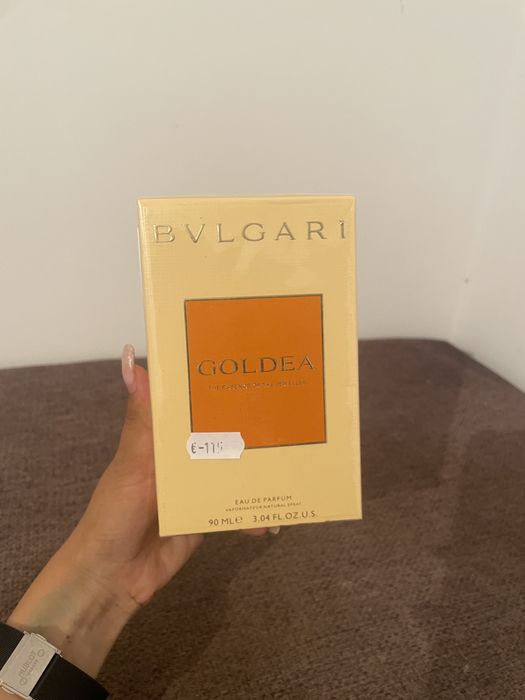 BVLGARI
GOLDEA
THE ESSENCE OF THE JEWELLER
€-115
EAU DE PARFUM
VAPORISATEUR NATURAL SPRAY
90 ML℮ 3.04 FL.OZ.U.S.
HUBLOT